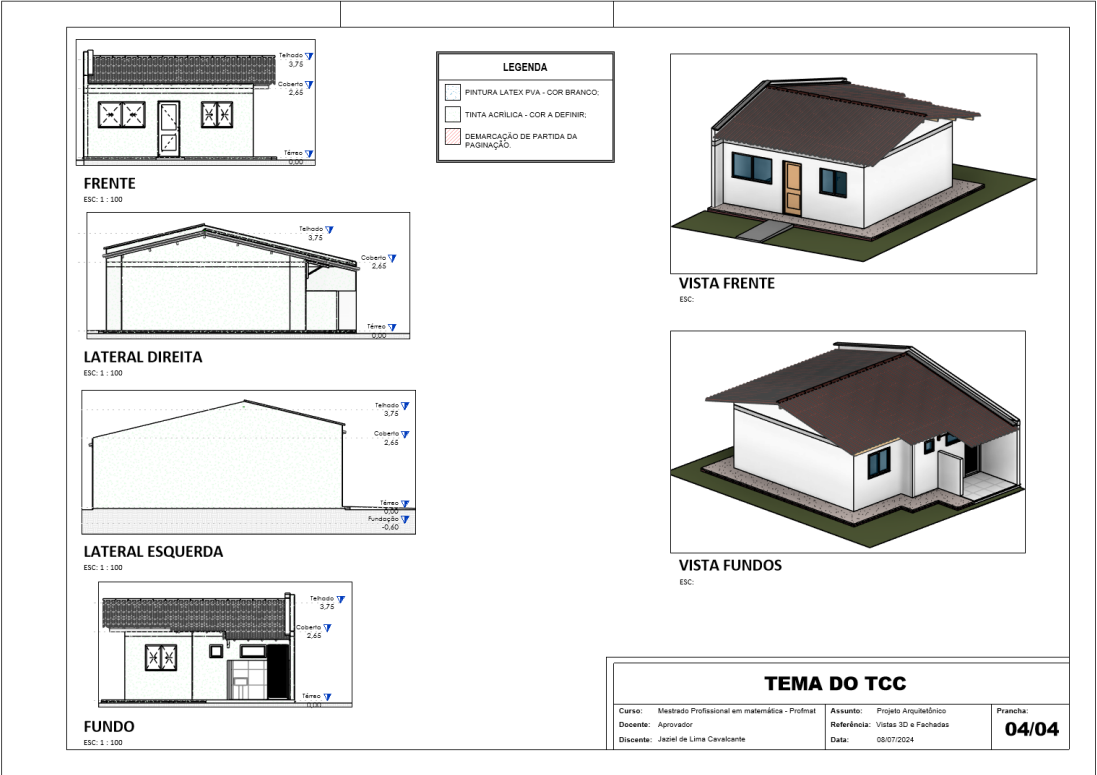 Telhado
3,75
Coberta
2,65
Térreo
0,00
FRENTE
ESC: 1 : 100
Telhado
3,75
Coberta
2,65
Térreo
0,00
LATERAL DIREITA
ESC: 1 : 100
Telhado
3,75
Coberta
2,65
Térreo
0,00
Fundação
-0,60
LATERAL ESQUERDA
ESC: 1 : 100
Telhado
3,75
Coberta
2,65
Térreo
0,00
FUNDO
ESC: 1 : 100
LEGENDA
PINTURA LATEX PVA - COR BRANCO;
TINTA ACRÍLICA - COR A DEFINIR;
DEMARCAÇÃO DE PARTIDA DA
PAGINAÇÃO.
VISTA FRENTE
ESC:
VISTA FUNDOS
ESC:
TEMA DO TCC
Curso: Mestrado Profissional em matemática - Profmat
Docente: Aprovador
Discente: Jaziel de Lima Cavalcante
Assunto: Projeto Arquitetônico
Referência: Vistas 3D e Fachadas
Data: 08/07/2024
Prancha:
04/04